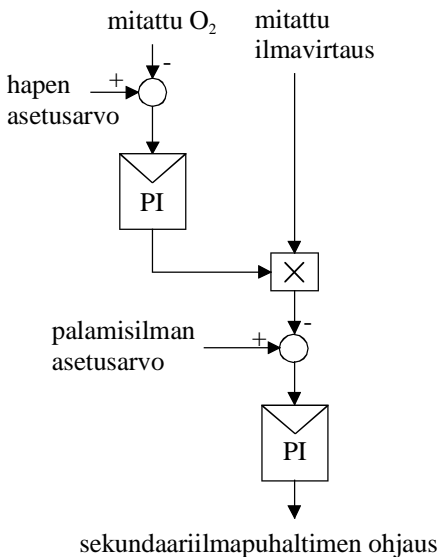 mitattu O₂
mitattu
ilmavirtaus
-
+
hapen
asetusarvo
PI
×
-
+
palamisilman
asetusarvo
PI
sekundaariilmapuhaltimen ohjaus